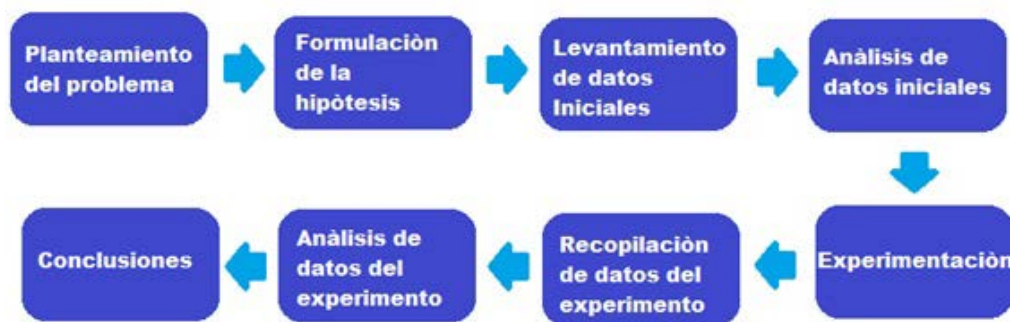 Planteamiento
del problema
Formulaciòn
de la
hipòtesis
Levantamiento
de datos
Iniciales
Anàlisis de
datos iniciales
Experimentaciòn
Recopilaciòn
de datos del
experimento
Anàlisis de
datos del
experimento
Conclusiones